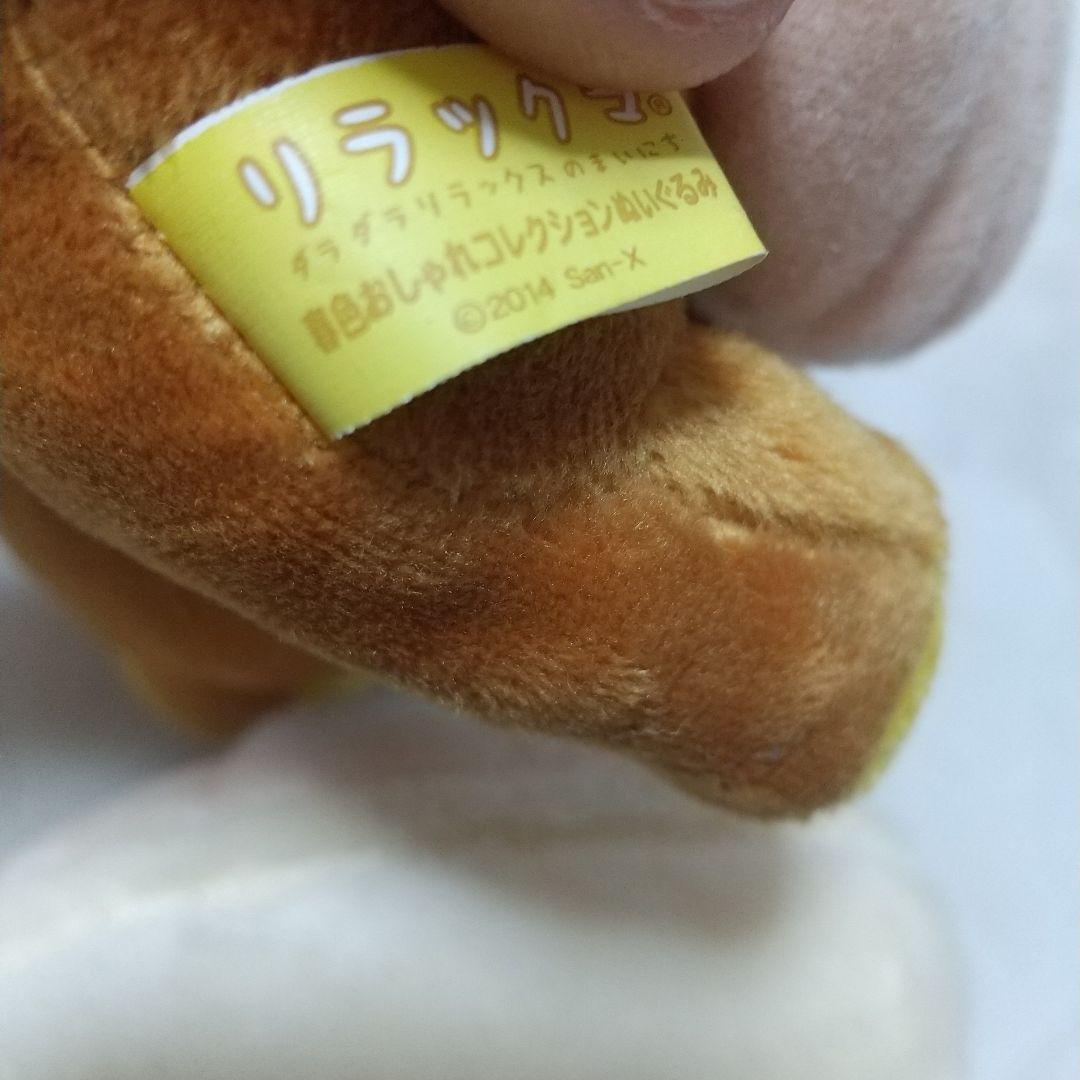 リラックマ®
ダラダラリラックスのまいにち。
春色おしゃれコレクションぬいぐるみ
©2014 San-X